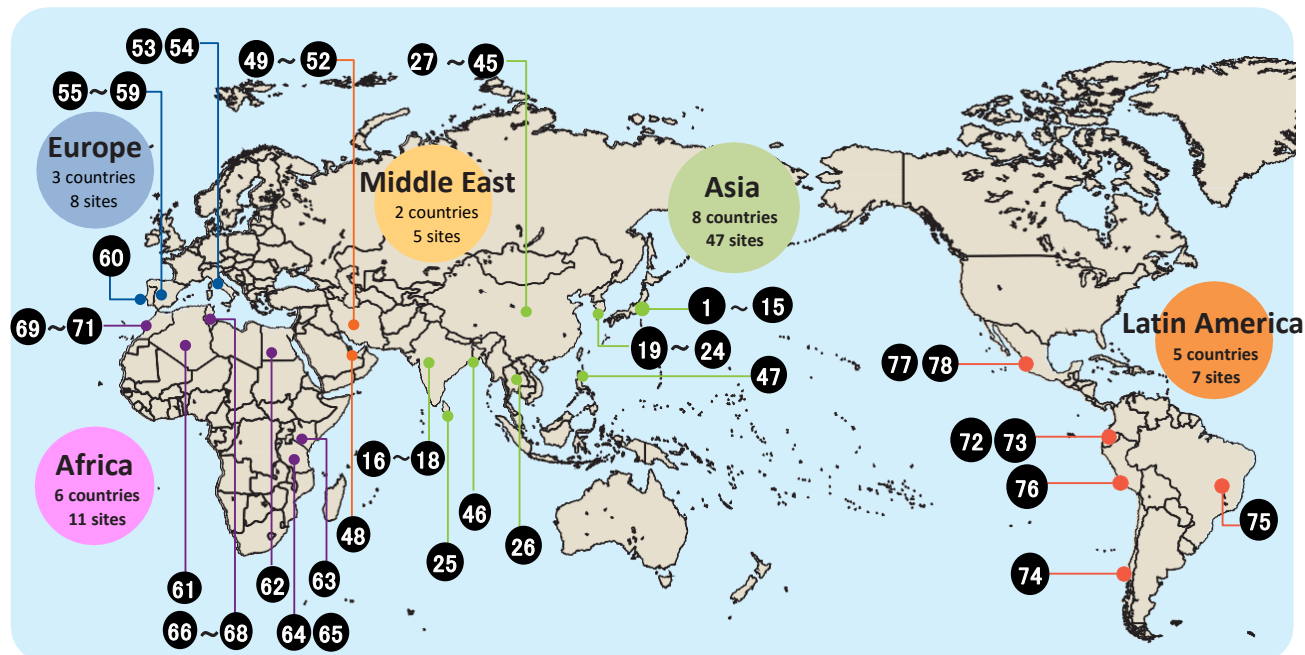 53 54
49 ~ 52
27 ~ 45
55 ~ 59
Europe
3 countries
8 sites
Middle East
2 countries
5 sites
Asia
8 countries
47 sites
60
69 ~ 71
1 ~ 15
19 ~ 24
47
Latin America
5 countries
7 sites
77 78
72 73
76
75
74
Africa
6 countries
11 sites
16 ~ 18
46
26
25
48
61
62
63
66 ~ 68
64 65